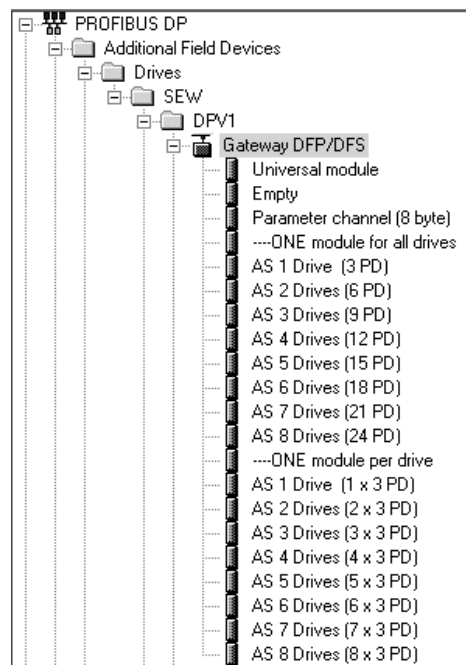 PROFIBUS DP
Additional Field Devices
Drives
SEW
DPV1
Gateway DFP/DFS
Universal module
Empty
Parameter channel (8 byte)
----ONE module for all drives
AS 1 Drive  (3 PD)
AS 2 Drives (6 PD)
AS 3 Drives (9 PD)
AS 4 Drives (12 PD)
AS 5 Drives (15 PD)
AS 6 Drives (18 PD)
AS 7 Drives (21 PD)
AS 8 Drives (24 PD)
----ONE module per drive
AS 1 Drive  (1 x 3 PD)
AS 2 Drives (2 x 3 PD)
AS 3 Drives (3 x 3 PD)
AS 4 Drives (4 x 3 PD)
AS 5 Drives (5 x 3 PD)
AS 6 Drives (6 x 3 PD)
AS 7 Drives (7 x 3 PD)
AS 8 Drives (8 x 3 PD)